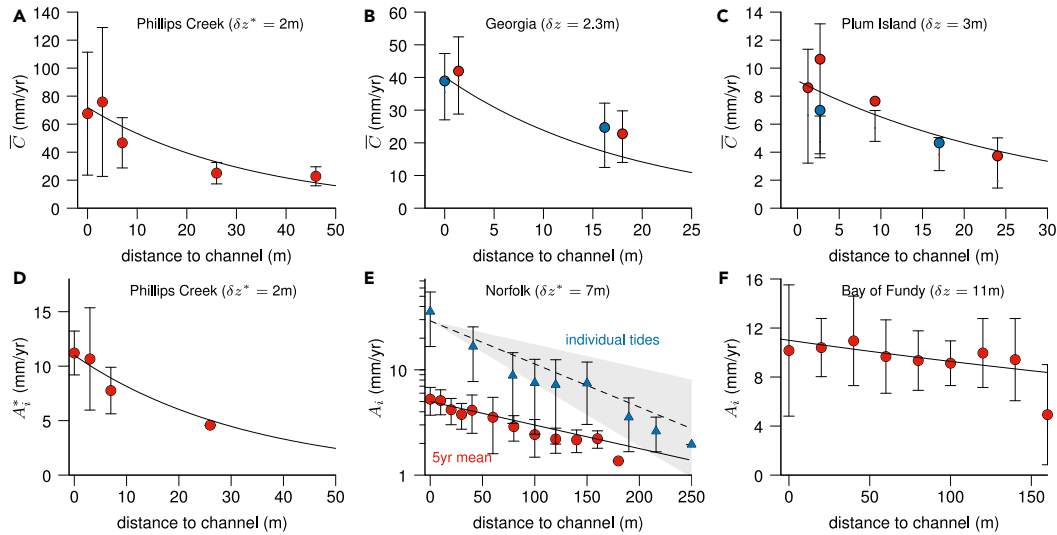 A
Phillips Creek (δz* = 2m)
140
120
100
80
60
40
20
0
C̅ (mm/yr)
0 10 20 30 40 50
distance to channel (m)
B
Georgia (δz = 2.3m)
60
40
20
0
C̅ (mm/yr)
0 5 10 15 20 25
distance to channel (m)
C
Plum Island (δz = 3m)
14
12
10
8
6
4
2
0
C̅ (mm/yr)
0 5 10 15 20 25 30
distance to channel (m)
D
Phillips Creek (δz* = 2m)
15
10
5
0
A*ᵢ (mm/yr)
0 10 20 30 40 50
distance to channel (m)
E
Norfolk (δz* = 7m)
individual tides
10
1
Aᵢ (mm/yr)
5yr mean
0 50 100 150 200 250
distance to channel (m)
F
Bay of Fundy (δz = 11m)
16
12
8
4
0
Aᵢ (mm/yr)
0 50 100 150
distance to channel (m)